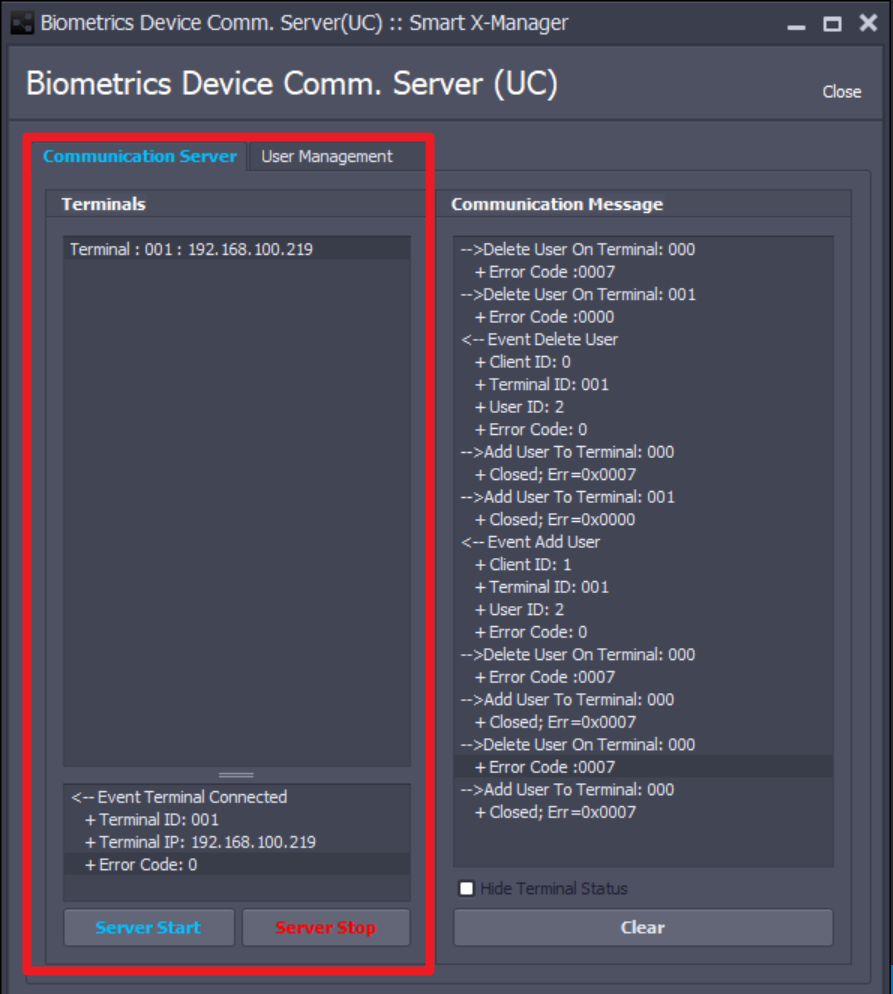 Biometrics Device Comm. Server(UC) :: Smart X-Manager
Biometrics Device Comm. Server (UC)
Close
Communication Server
User Management
Terminals
Terminal : 001 : 192.168.100.219
<-- Event Terminal Connected
+ Terminal ID: 001
+ Terminal IP: 192.168.100.219
+ Error Code: 0
Server Start
Server Stop
Communication Message
-->Delete User On Terminal: 000
+ Error Code :0007
-->Delete User On Terminal: 001
+ Error Code :0000
<-- Event Delete User
+ Client ID: 0
+ Terminal ID: 001
+ User ID: 2
+ Error Code: 0
-->Add User To Terminal: 000
+ Closed; Err=0x0007
-->Add User To Terminal: 001
+ Closed; Err=0x0000
<-- Event Add User
+ Client ID: 1
+ Terminal ID: 001
+ User ID: 2
+ Error Code: 0
-->Delete User On Terminal: 000
+ Error Code :0007
-->Add User To Terminal: 000
+ Closed; Err=0x0007
-->Delete User On Terminal: 000
+ Error Code :0007
-->Add User To Terminal: 000
+ Closed; Err=0x0007
Hide Terminal Status
Clear